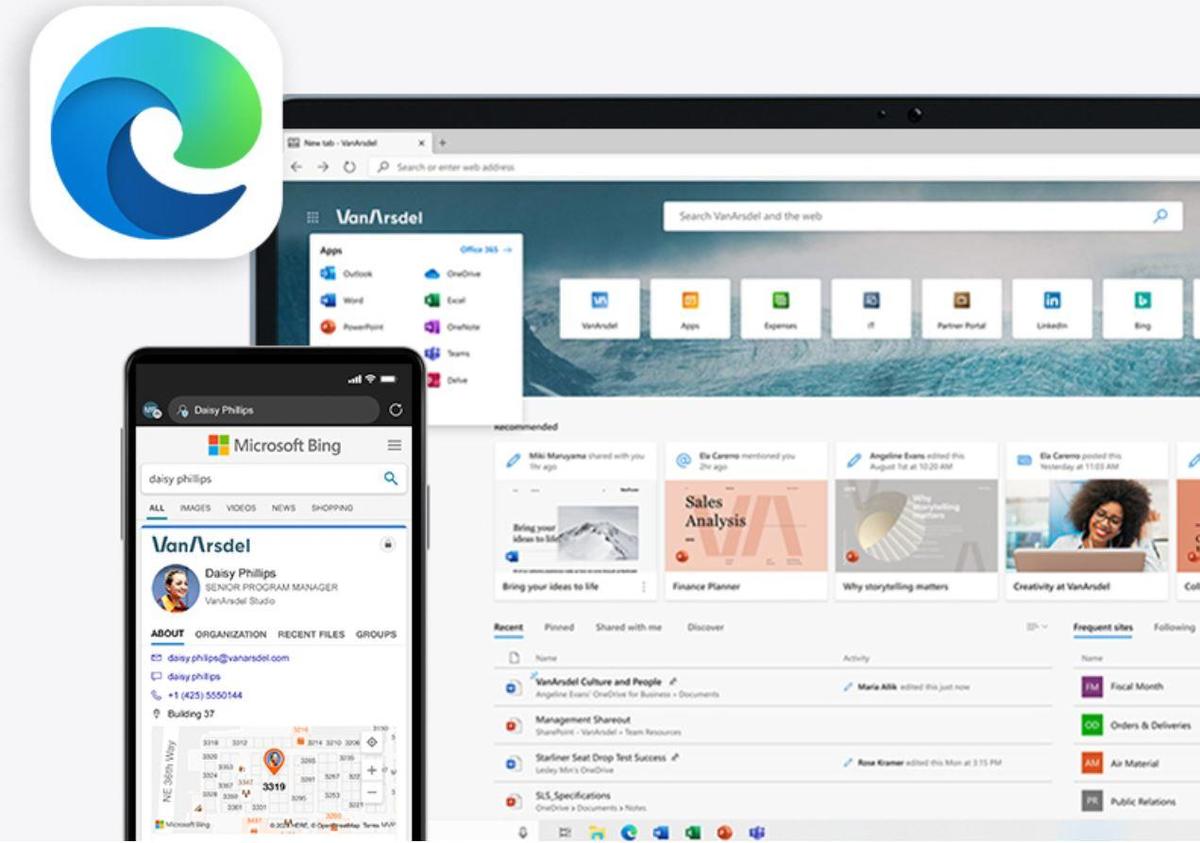 New tab - VanArsdel
Search or enter web address
VanArsdel
Search VanArsdel and the web
Apps
Office 365 →
Outlook
OneDrive
Word
Excel
PowerPoint
OneNote
Teams
Delve
VanArsdel
Apps
Expenses
IT
Partner Portal
LinkedIn
Bing
Recommended
Miki Maruyama shared with you
1hr ago
Bring your
ideas to life
Bring your ideas to life
Ela Carreno mentioned you
2hr ago
Sales
Analysis
Finance Planner
Angeline Evans edited this
August 1st at 10:20 AM
Why
storytelling
matters
Why storytelling matters
Ela Carreno posted this
Yesterday at 11:03 AM
Creativity at VanArsdel
Recent
Pinned
Shared with me
Discover
Name
Activity
VanArsdel Culture and People
Angeline Evans' OneDrive for Business » Documents
Maria Allik edited this just now
Management Shareout
SharePoint - VanArsdel » Team Resources
Starliner Seat Drop Test Success
Lesley Min's OneDrive
Rose Kramer edited this Mon at 3:15 PM
SLS_Specifications
OneDrive » Documents » Notes
Frequent sites
Following
Name
FM Fiscal Month
OD Orders & Deliveries
AM Air Material
PR Public Relations
Daisy Phillips
Microsoft Bing
daisy phillips
ALL IMAGES VIDEOS NEWS SHOPPING
VanArsdel
Daisy Phillips
SENIOR PROGRAM MANAGER
VanArsdel Studio
ABOUT ORGANIZATION RECENT FILES GROUPS
daisy.philips@vanarsdel.com
daisy.phillips
+1 (425) 5550144
Building 37
NE 36th Way
3319
Microsoft Bing